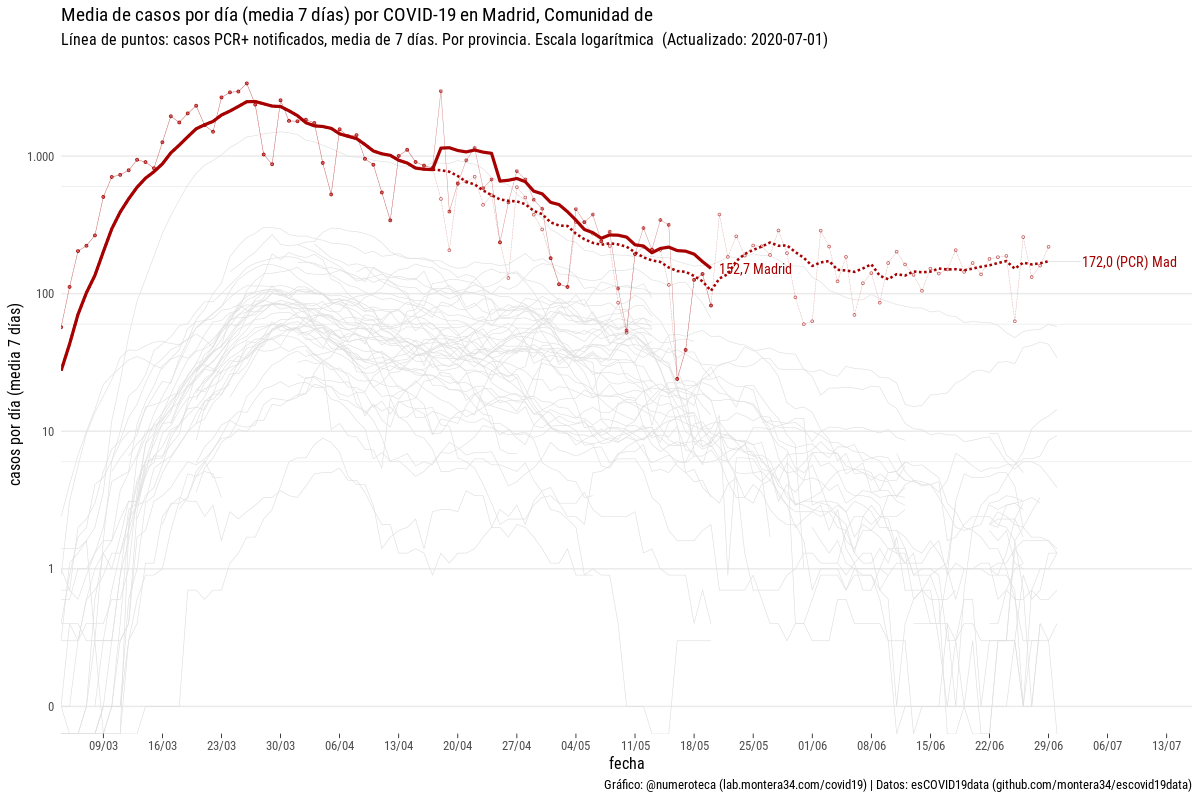 Media de casos por día (media 7 días) por COVID-19 en Madrid, Comunidad de
Línea de puntos: casos PCR+ notificados, media de 7 días. Por provincia. Escala logarítmica (Actualizado: 2020-07-01)
casos por día (media 7 días)
1.000
100
10
1
0
152,7 Madrid
172,0 (PCR) Mad
09/03 16/03 23/03 30/03 06/04 13/04 20/04 27/04 04/05 11/05 18/05 25/05 01/06 08/06 15/06 22/06 29/06 06/07 13/07
fecha
Gráfico: @numeroteca (lab.montera34.com/covid19) | Datos: esCOVID19data (github.com/montera34/escovid19data)